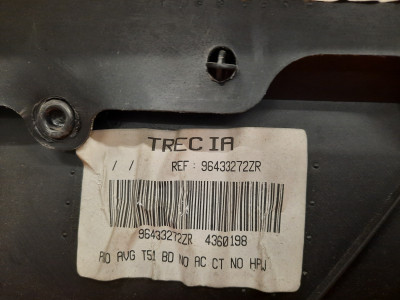 TRECIA
/ / REF: 96433272ZR
96433272ZR 4360198
AVG T51 BD NO AC CT NO HPJ